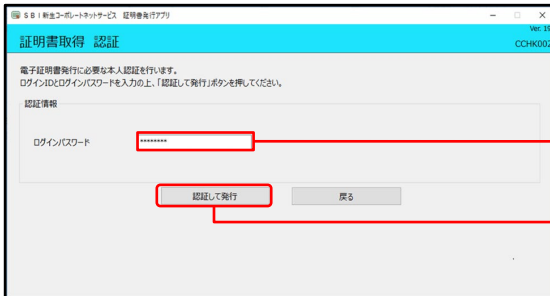 ＳＢＩ新生コーポレートネットサービス 証明書発行アプリ
Ver. 19
証明書取得 認証
CCHK002
電子証明書発行に必要な本人認証を行います。
ログインIDとログインパスワードを入力の上、「認証して発行」ボタンを押してください。
認証情報
ログインパスワード
********
認証して発行
戻る